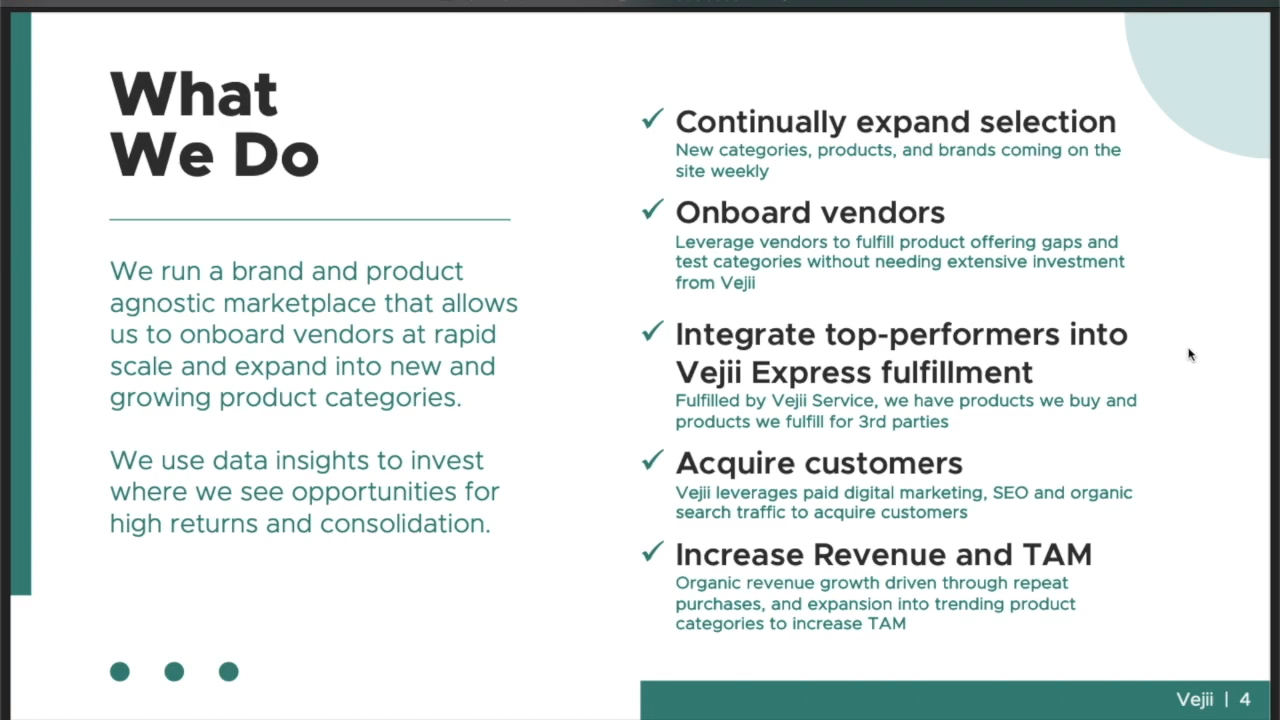 What
We Do
We run a brand and product
agnostic marketplace that allows
us to onboard vendors at rapid
scale and expand into new and
growing product categories.
We use data insights to invest
where we see opportunities for
high returns and consolidation.
Continually expand selection
New categories, products, and brands coming on the
site weekly
Onboard vendors
Leverage vendors to fulfill product offering gaps and
test categories without needing extensive investment
from Vejii
Integrate top-performers into
Vejii Express fulfillment
Fulfilled by Vejii Service, we have products we buy and
products we fulfill for 3rd parties
Acquire customers
Vejii leverages paid digital marketing, SEO and organic
search traffic to acquire customers
Increase Revenue and TAM
Organic revenue growth driven through repeat
purchases, and expansion into trending product
categories to increase TAM
Vejii | 4